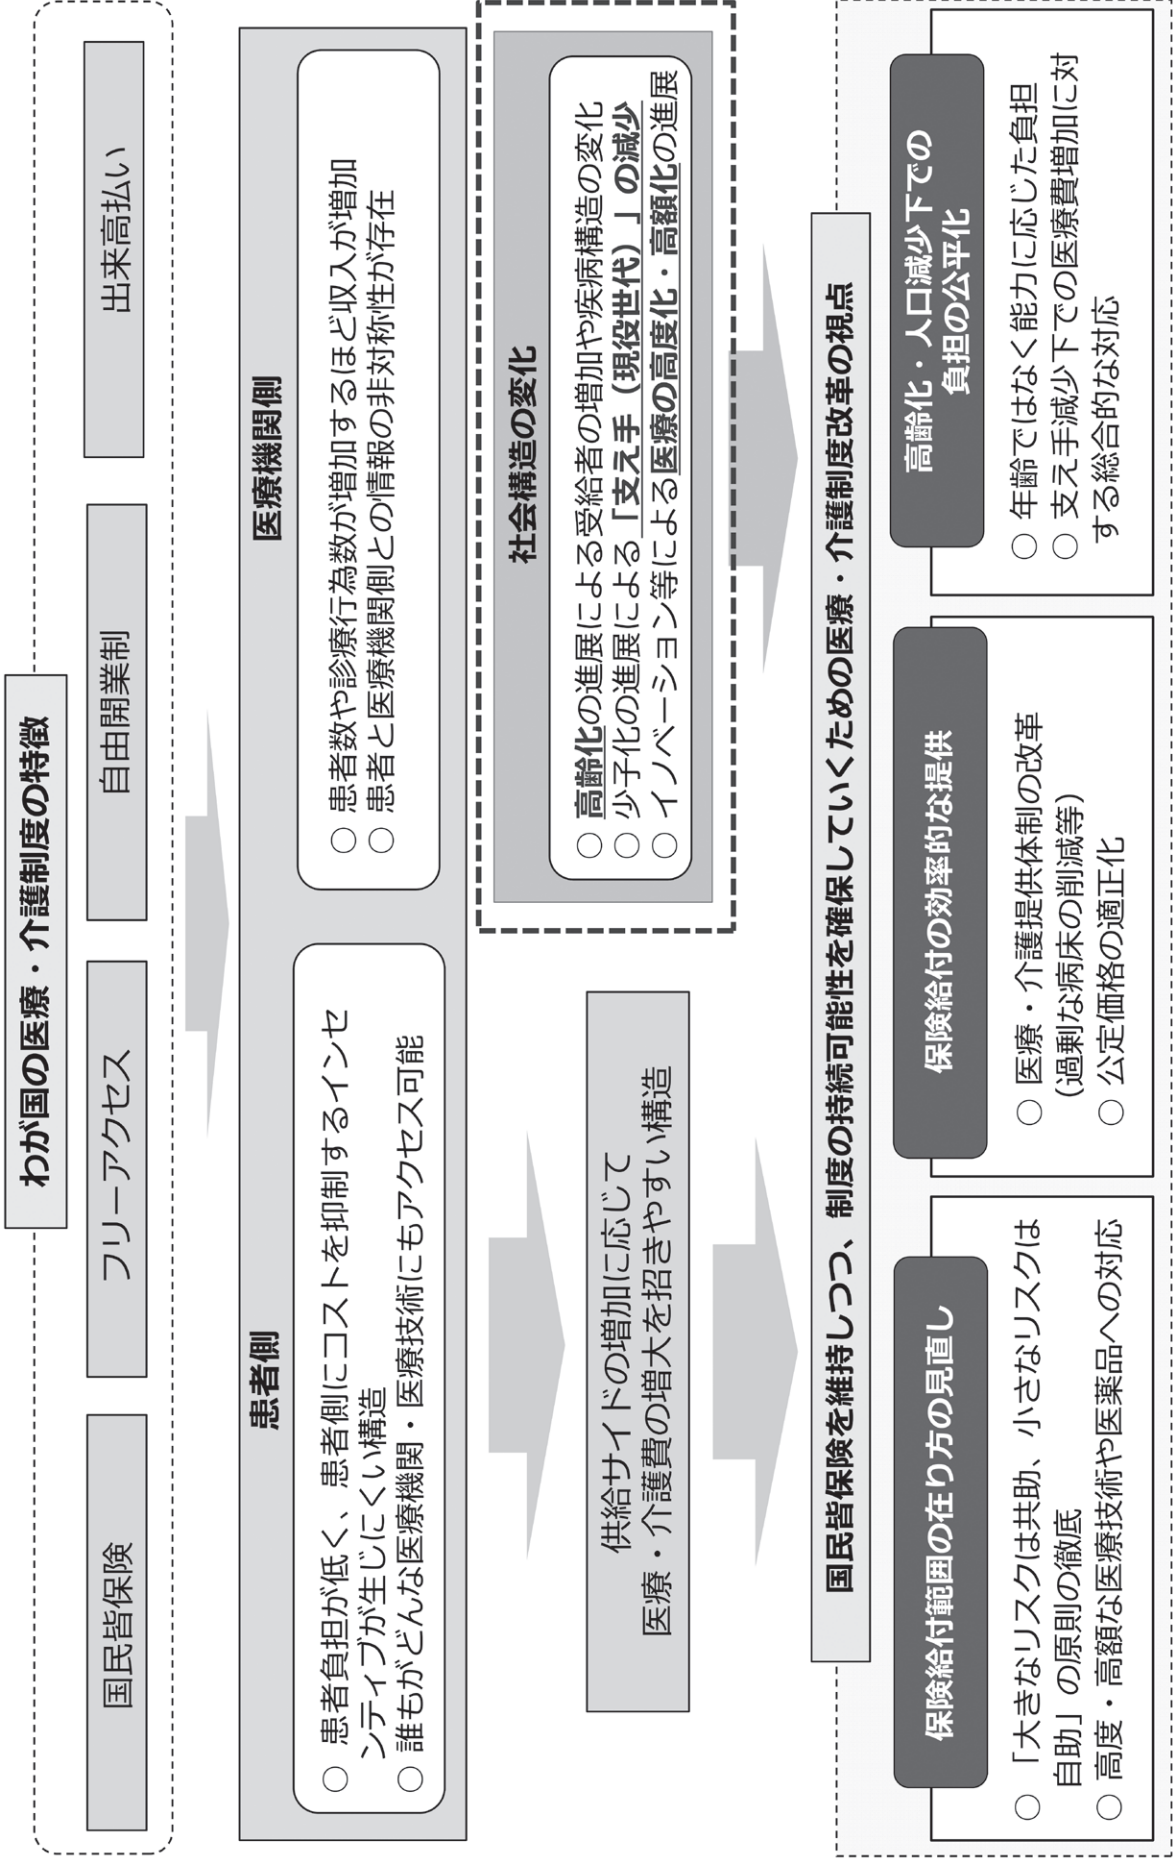 わが国の医療・介護制度の特徴
国民皆保険
フリーアクセス
自由開業制
出来高払い
患者側
○ 患者負担が低く、患者側にコストを抑制するインセ
ンティブが生じにくい構造
○ 誰もがどんな医療機関・医療技術にもアクセス可能
医療機関側
○ 患者数や診療行為数が増加するほど収入が増加
○ 患者と医療機関側との情報の非対称性が存在
供給サイドの増加に応じて
医療・介護費の増大を招きやすい構造
社会構造の変化
○ 高齢化の進展による受給者の増加や疾病構造の変化
○ 少子化の進展による「支え手（現役世代）」の減少
○ イノベーション等による医療の高度化・高額化の進展
国民皆保険を維持しつつ、制度の持続可能性を確保していくための医療・介護制度改革の視点
保険給付範囲の在り方の見直し
○ 「大きなリスクは共助、小さなリスクは
自助」の原則の徹底
○ 高度・高額な医療技術や医薬品への対応
保険給付の効率的な提供
○ 医療・介護提供体制の改革
（過剰な病床の削減等）
○ 公定価格の適正化
高齢化・人口減少下での
負担の公平化
○ 年齢ではなく能力に応じた負担
○ 支え手減少下での医療費増加に対
する総合的な対応